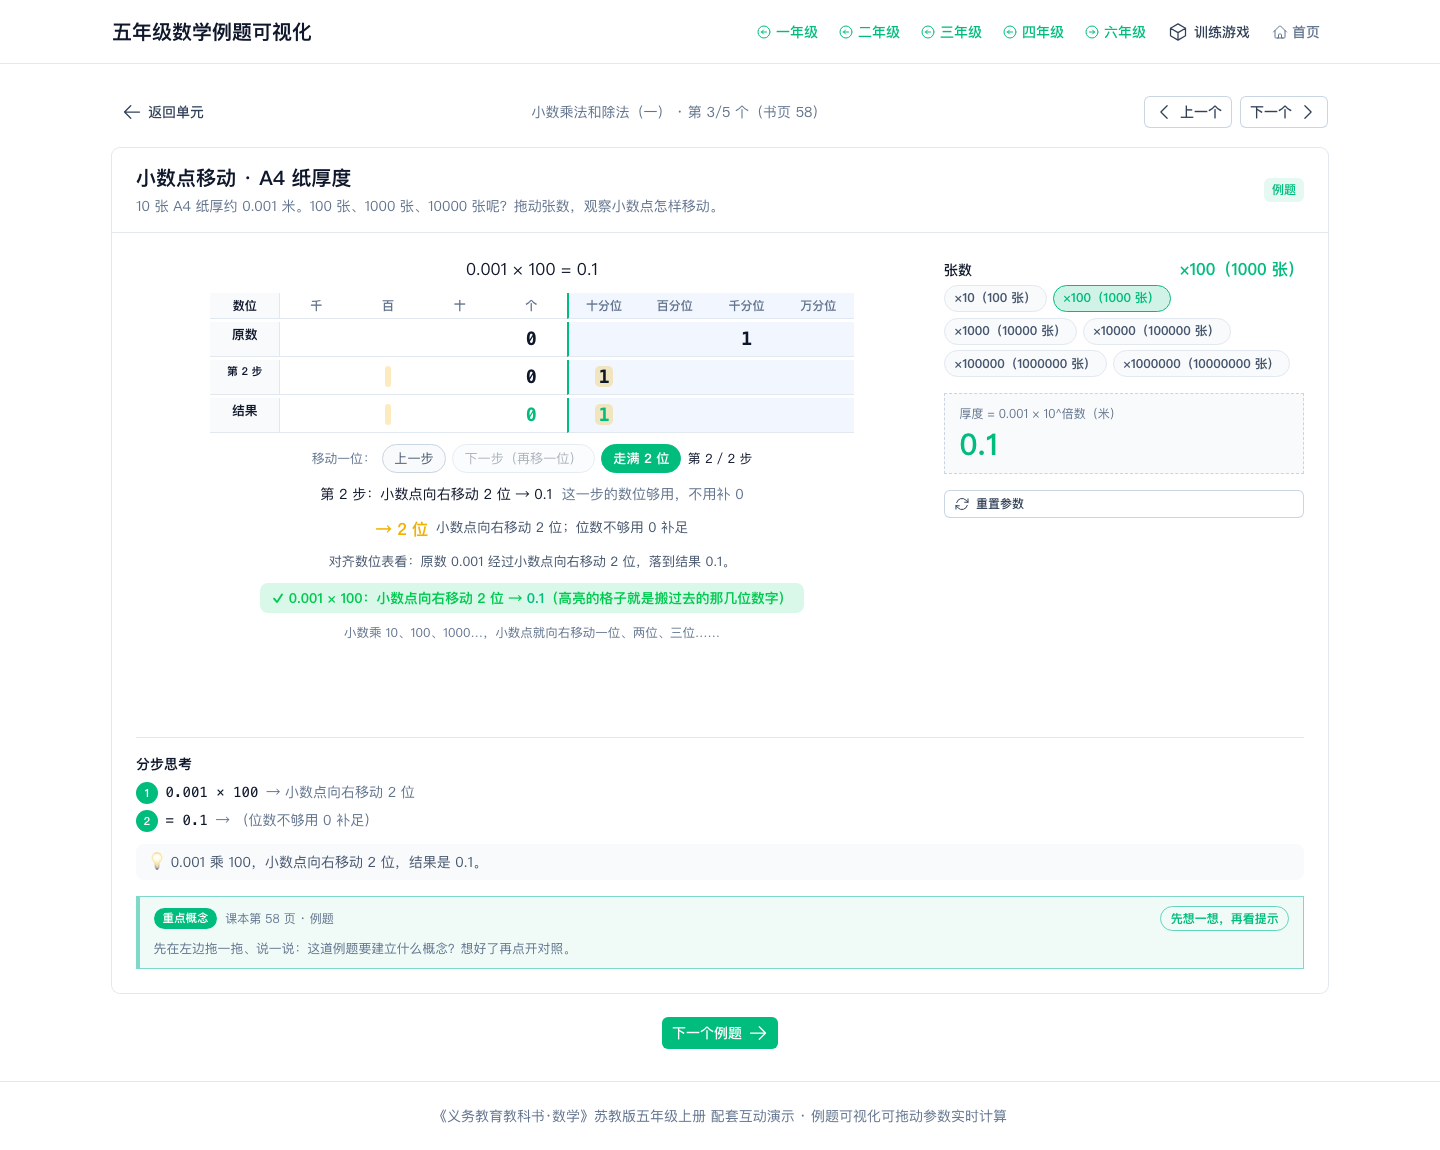 五年级数学例题可视化
一年级 二年级 三年级 四年级 六年级 训练游戏 首页
返回单元
小数乘法和除法（一） · 第 3/5 个（书页 58）
上一个 下一个
小数点移动 · A4 纸厚度
10 张 A4 纸厚约 0.001 米。100 张、1000 张、10000 张呢？拖动张数，观察小数点怎样移动。
例题
0.001 × 100 = 0.1
数位 千 百 十 个 十分位 百分位 千分位 万分位
原数 0 1
第 2 步 0 1
结果 0 1
移动一位： 上一步 下一步（再移一位） 走满 2 位 第 2 / 2 步
第 2 步：小数点向右移动 2 位 → 0.1 这一步的数位够用，不用补 0
→ 2 位 小数点向右移动 2 位；位数不够用 0 补足
对齐数位表看：原数 0.001 经过小数点向右移动 2 位，落到结果 0.1。
✓ 0.001 × 100：小数点向右移动 2 位 → 0.1（高亮的格子就是搬过去的那几位数字）
小数乘 10、100、1000…，小数点就向右移动一位、两位、三位……
张数 ×100（1000 张）
×10（100 张） ×100（1000 张）
×1000（10000 张） ×10000（100000 张）
×100000（1000000 张） ×1000000（10000000 张）
厚度 = 0.001 × 10^倍数（米）
0.1
重置参数
分步思考
1 0.001 × 100 → 小数点向右移动 2 位
2 = 0.1 → （位数不够用 0 补足）
💡 0.001 乘 100，小数点向右移动 2 位，结果是 0.1。
重点概念 课本第 58 页 · 例题
先想一想，再看提示
先在左边拖一拖、说一说：这道例题要建立什么概念？想好了再点开对照。
下一个例题
《义务教育教科书·数学》苏教版五年级上册 配套互动演示 · 例题可视化可拖动参数实时计算